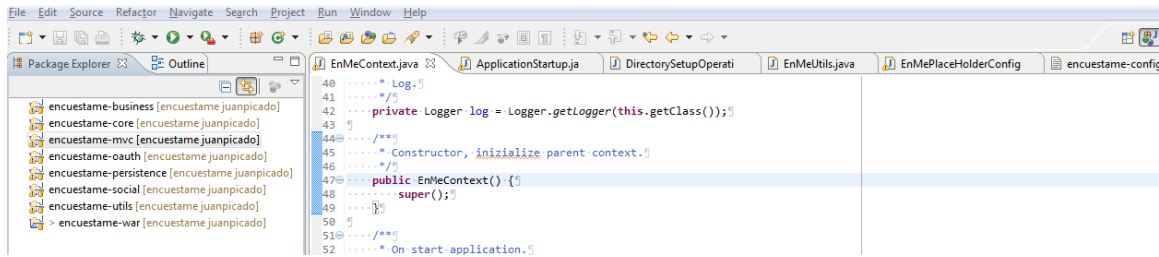 File Edit Source Refactor Navigate Search Project Run Window Help
Package Explorer Outline
EnMeContext.java ApplicationStartup.ja DirectorySetupOperati EnMeUtils.java EnMePlaceHolderConfig encuestame-config
encuestame-business [encuestame juanpicado]
encuestame-core [encuestame juanpicado]
encuestame-mvc [encuestame juanpicado]
encuestame-oauth [encuestame juanpicado]
encuestame-persistence [encuestame juanpicado]
encuestame-social [encuestame juanpicado]
encuestame-utils [encuestame juanpicado]
> encuestame-war [encuestame juanpicado]
40 * Log.
41 */
42 private Logger log = Logger.getLogger(this.getClass());
43
44 /**
45 * Constructor, inizialize parent context.
46 */
47 public EnMeContext() {
48 super();
49 }
50
51 /**
52 * On start application.